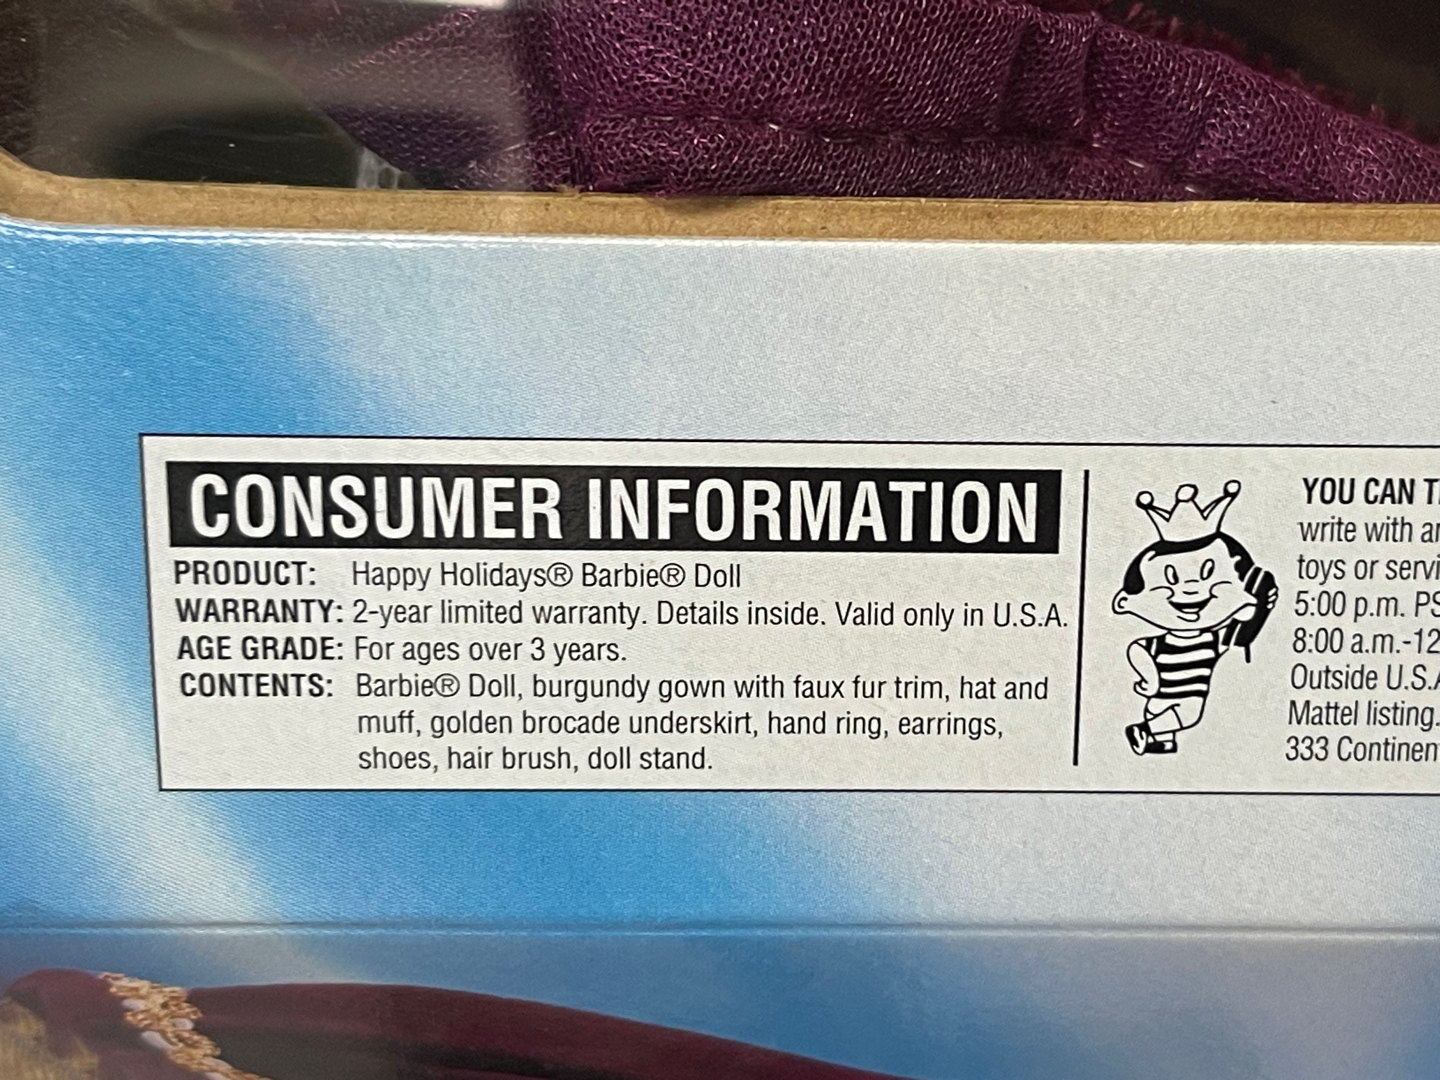 CONSUMER INFORMATION
PRODUCT: Happy Holidays® Barbie® Doll
WARRANTY: 2-year limited warranty. Details inside. Valid only in U.S.A.
AGE GRADE: For ages over 3 years.
CONTENTS: Barbie® Doll, burgundy gown with faux fur trim, hat and
muff, golden brocade underskirt, hand ring, earrings,
shoes, hair brush, doll stand.
YOU CAN
write with
toys or
5:00 p.m.
8:00 a.m.-12
Outside U.S.A
Mattel listing.
333